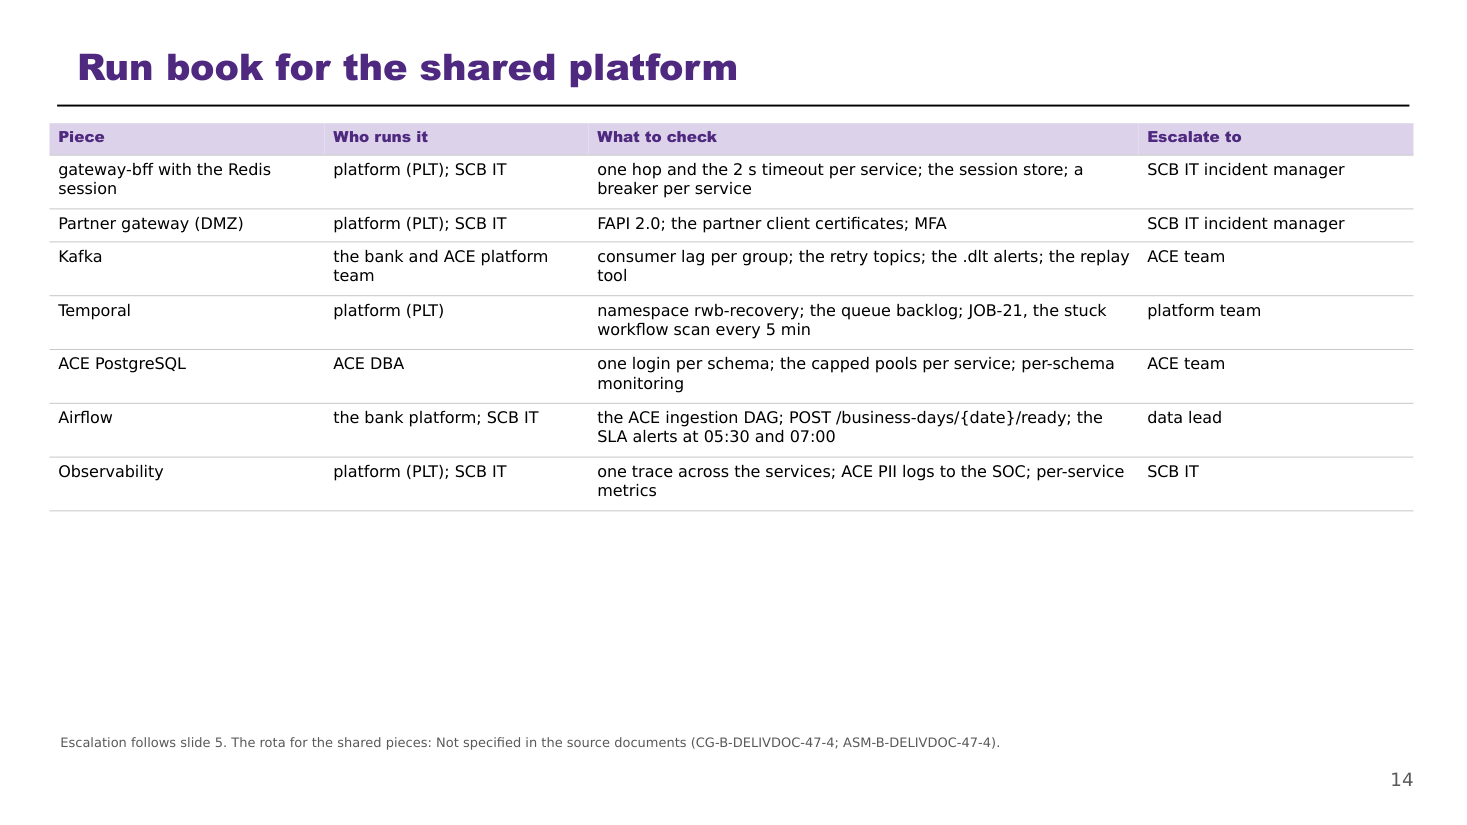 Run book for the shared platform
Piece
Who runs it
What to check
Escalate to
gateway-bff with the Redis
session
platform (PLT); SCB IT
one hop and the 2 s timeout per service; the session store; a
breaker per service
SCB IT incident manager
Partner gateway (DMZ)
platform (PLT); SCB IT
FAPI 2.0; the partner client certificates; MFA
SCB IT incident manager
Kafka
the bank and ACE platform
team
consumer lag per group; the retry topics; the .dlt alerts; the replay
tool
ACE team
Temporal
platform (PLT)
namespace rwb-recovery; the queue backlog; JOB-21, the stuck
workflow scan every 5 min
platform team
ACE PostgreSQL
ACE DBA
one login per schema; the capped pools per service; per-schema
monitoring
ACE team
Airflow
the bank platform; SCB IT
the ACE ingestion DAG; POST /business-days/{date}/ready; the
SLA alerts at 05:30 and 07:00
data lead
Observability
platform (PLT); SCB IT
one trace across the services; ACE PII logs to the SOC; per-service
metrics
SCB IT
Escalation follows slide 5. The rota for the shared pieces: Not specified in the source documents (CG-B-DELIVDOC-47-4; ASM-B-DELIVDOC-47-4).
14